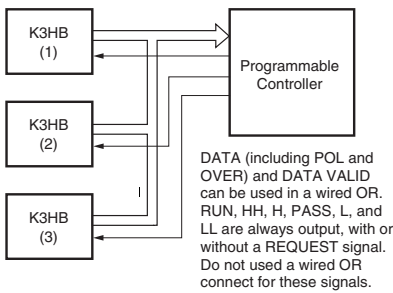 K3HB
(1)
Programmable
Controller
K3HB
(2)
DATA (including POL and
OVER) and DATA VALID
can be used in a wired OR.
RUN, HH, H, PASS, L, and
LL are always output, with or
without a REQUEST signal.
Do not used a wired OR
connect for these signals.
K3HB
(3)